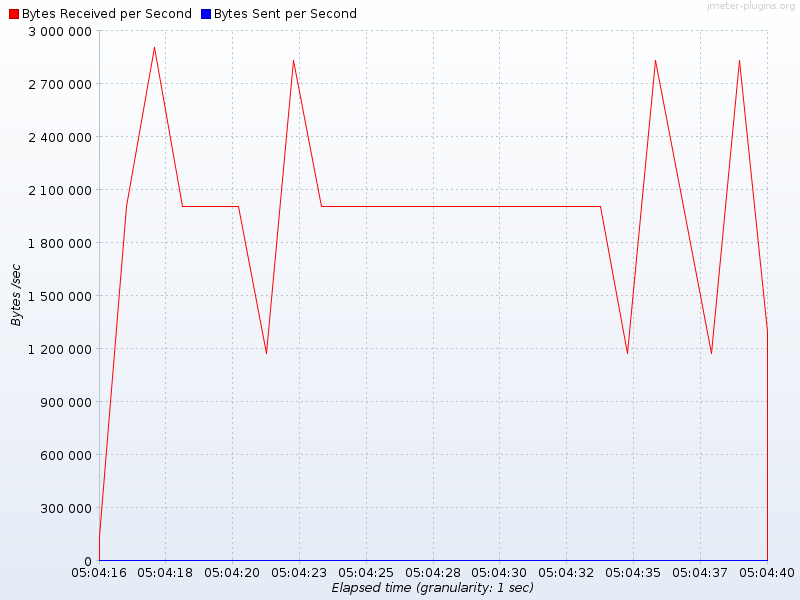 jmeter-plugins.org
Bytes Received per Second Bytes Sent per Second
3 000 000
2 700 000
2 400 000
2 100 000
1 800 000
1 500 000
1 200 000
900 000
600 000
300 000
0
Bytes /sec
05:04:16 05:04:18 05:04:20 05:04:23 05:04:25 05:04:28 05:04:30 05:04:32 05:04:35 05:04:37 05:04:40
Elapsed time (granularity: 1 sec)